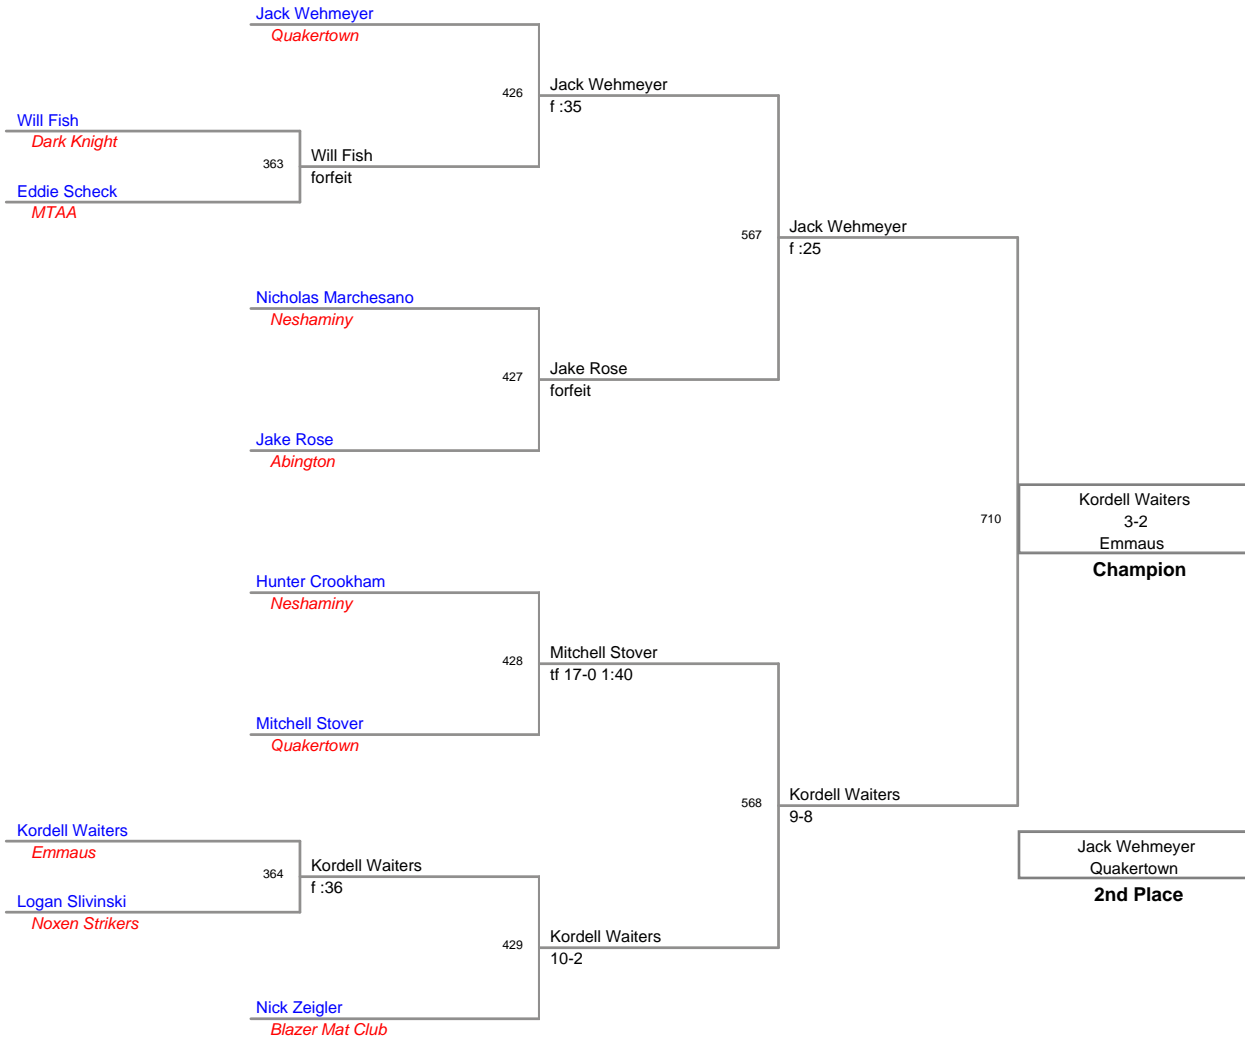 Jack Wehmeyer
Quakertown
426
Jack Wehmeyer
f :35
Will Fish
Dark Knight
363
Will Fish
forfeit
Eddie Scheck
MTAA
567
Jack Wehmeyer
f :25
Nicholas Marchesano
Neshaminy
427
Jake Rose
forfeit
Jake Rose
Abington
710
Kordell Waiters
3-2
Emmaus
Champion
Hunter Crookham
Neshaminy
428
Mitchell Stover
tf 17-0 1:40
Mitchell Stover
Quakertown
568
Kordell Waiters
9-8
Kordell Waiters
Emmaus
364
Kordell Waiters
f :36
Logan Slivinski
Noxen Strikers
429
Kordell Waiters
10-2
Nick Zeigler
Blazer Mat Club
Jack Wehmeyer
Quakertown
2nd Place